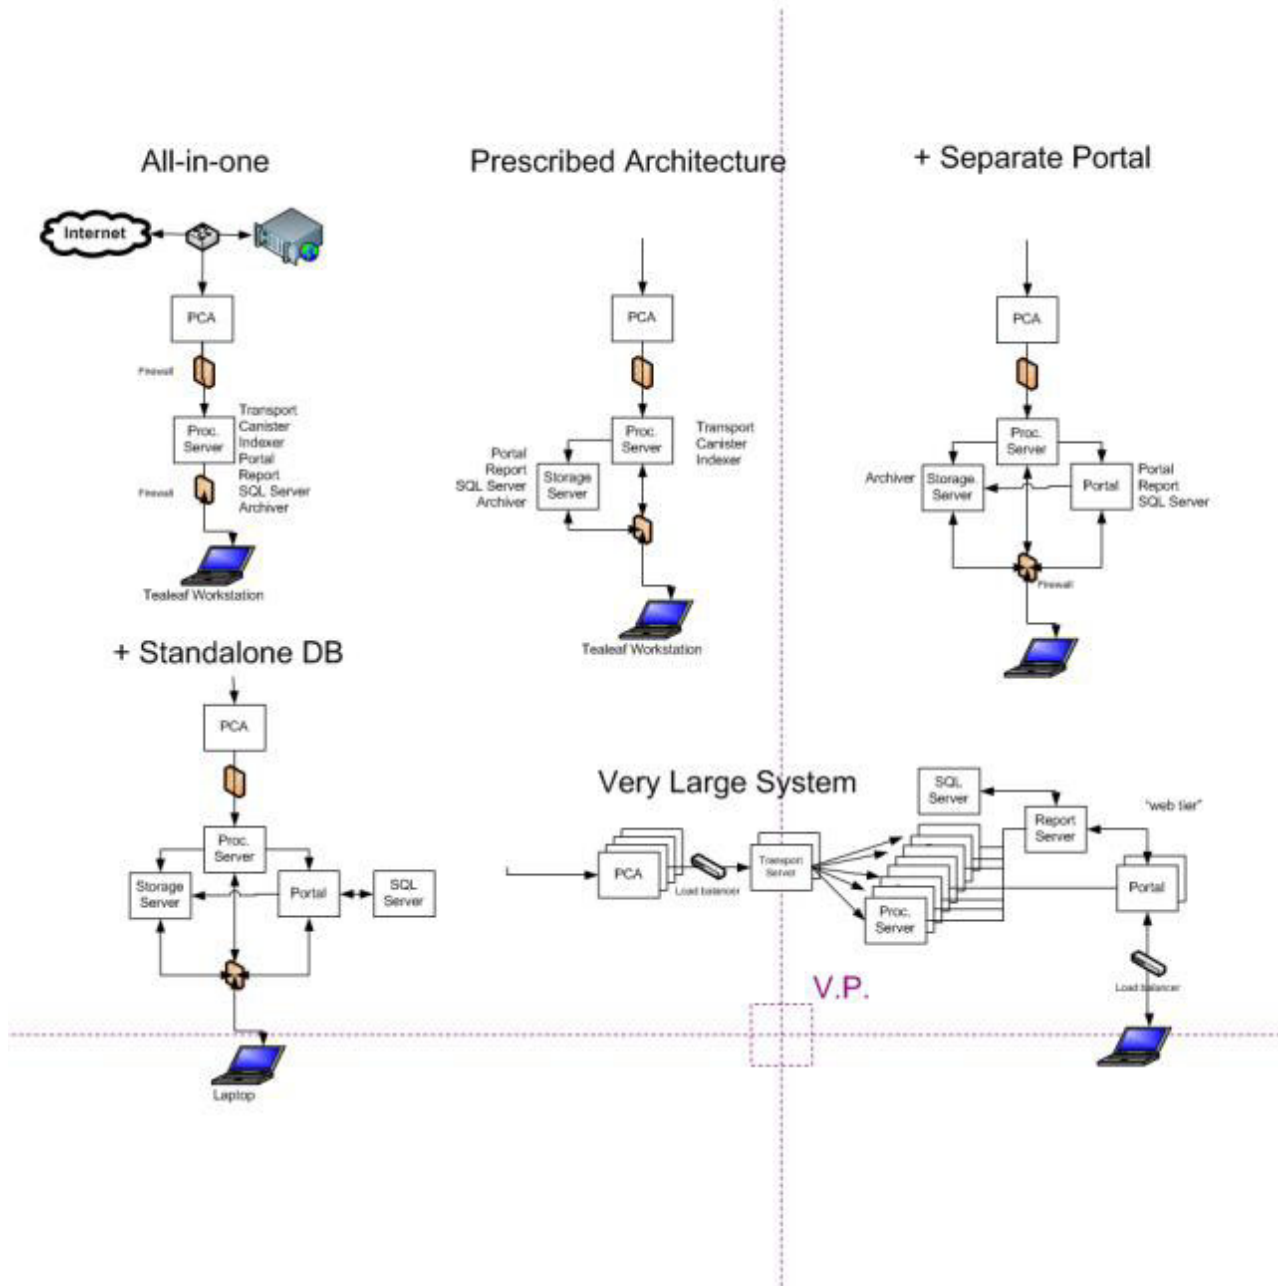 All-in-one
Internet
PCA
Firewall
Proc.
Server
Transport
Canister
Indexer
Portal
Report
SQL Server
Archiver
Firewall
Tealeaf Workstation
Prescribed Architecture
PCA
Proc.
Server
Transport
Canister
Indexer
Portal
Report
SQL Server
Archiver
Storage
Server
Tealeaf Workstation
+ Separate Portal
PCA
Proc.
Server
Archiver
Storage
Server
Portal
Portal
Report
SQL Server
Firewall
+ Standalone DB
PCA
Proc.
Server
Storage
Server
Portal
SQL
Server
Laptop
Very Large System
PCA
Load balancer
Transport
Server
SQL
Server
Report
Server
"web tier"
Proc.
Server
Portal
Load balancer
V.P.